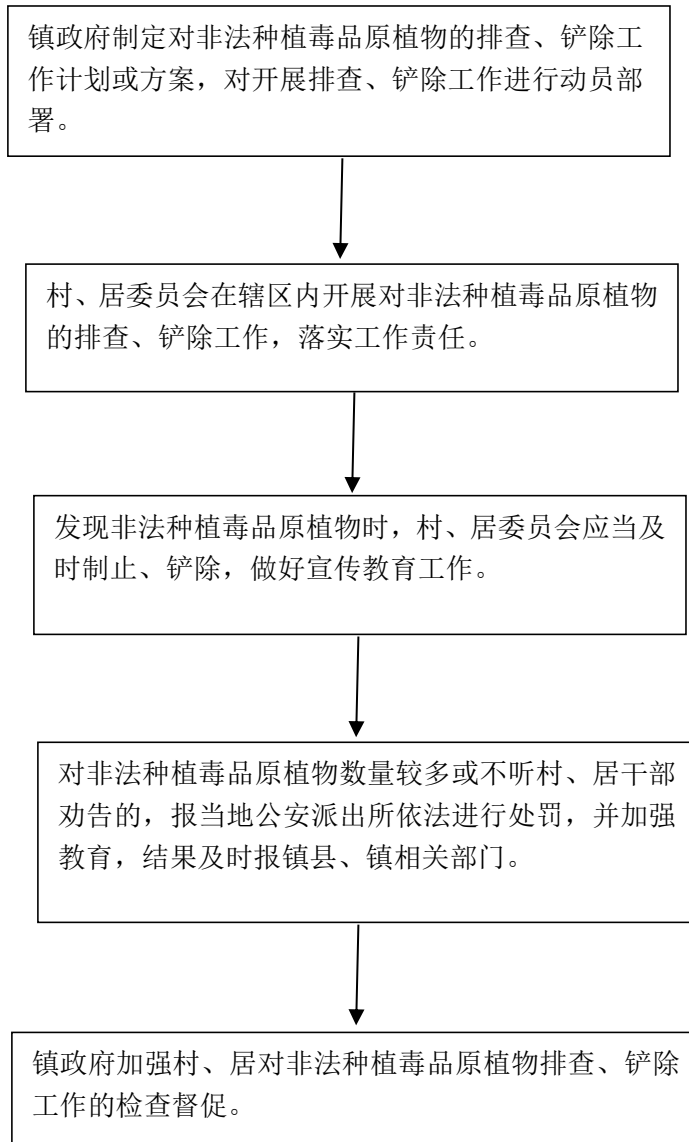 镇政府制定对非法种植毒品原植物的排查、铲除工
作计划或方案，对开展排查、铲除工作进行动员部
署。
村、居委员会在辖区内开展对非法种植毒品原植物
的排查、铲除工作，落实工作责任。
发现非法种植毒品原植物时，村、居委员会应当及
时制止、铲除，做好宣传教育工作。
对非法种植毒品原植物数量较多或不听村、居干部
劝告的，报当地公安派出所依法进行处罚，并加强
教育，结果及时报镇县、镇相关部门。
镇政府加强村、居对非法种植毒品原植物排查、铲除
工作的检查督促。